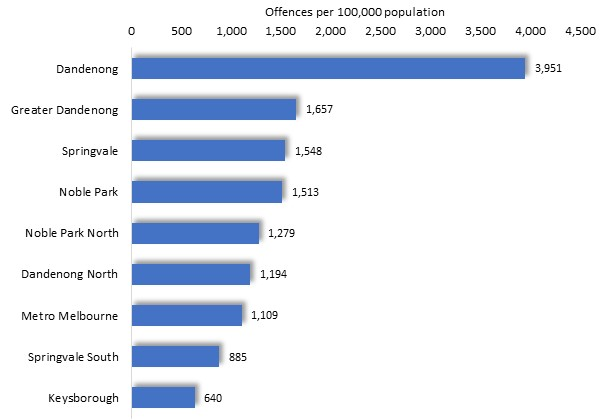 Offences per 100,000 population
0 500 1,000 1,500 2,000 2,500 3,000 3,500 4,000 4,500
Dandenong 3,951
Greater Dandenong 1,657
Springvale 1,548
Noble Park 1,513
Noble Park North 1,279
Dandenong North 1,194
Metro Melbourne 1,109
Springvale South 885
Keysborough 640